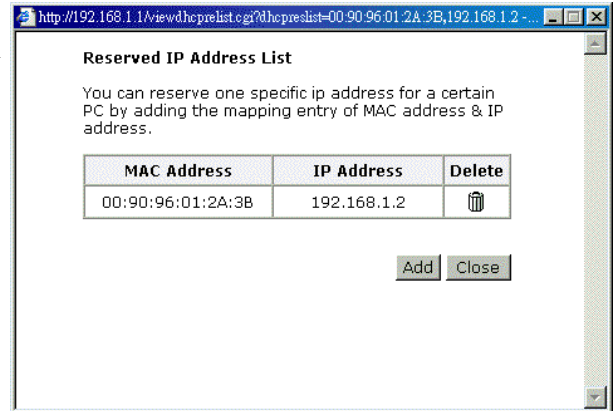 http://192.168.1.1/viewdhcprelist.cgi?dhcpreslist=00:90:96:01:2A:3B,192.168.1.2 -...
Reserved IP Address List
You can reserve one specific ip address for a certain
PC by adding the mapping entry of MAC address & IP
address.
MAC Address IP Address Delete
00:90:96:01:2A:3B 192.168.1.2
Add Close